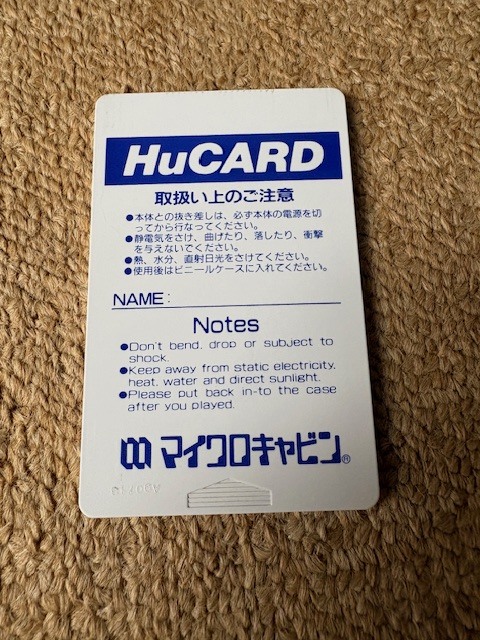 HuCARD
取扱い上のご注意
●本体との抜き差しは、必ず本体の電源を切
ってから行なってください。
●静電気をさけ、曲げたり、落したり、衝撃
を与えないでください。
●熱、水分、直射日光をさけてください。
●使用後はビニールケースに入れてください。
NAME:
Notes
●Don't bend, drop or subject to
shock.
●Keep away from static electricity,
heat, water and direct sunlight.
●Please put back in-to the case
after you played.
マイクロキャビン®